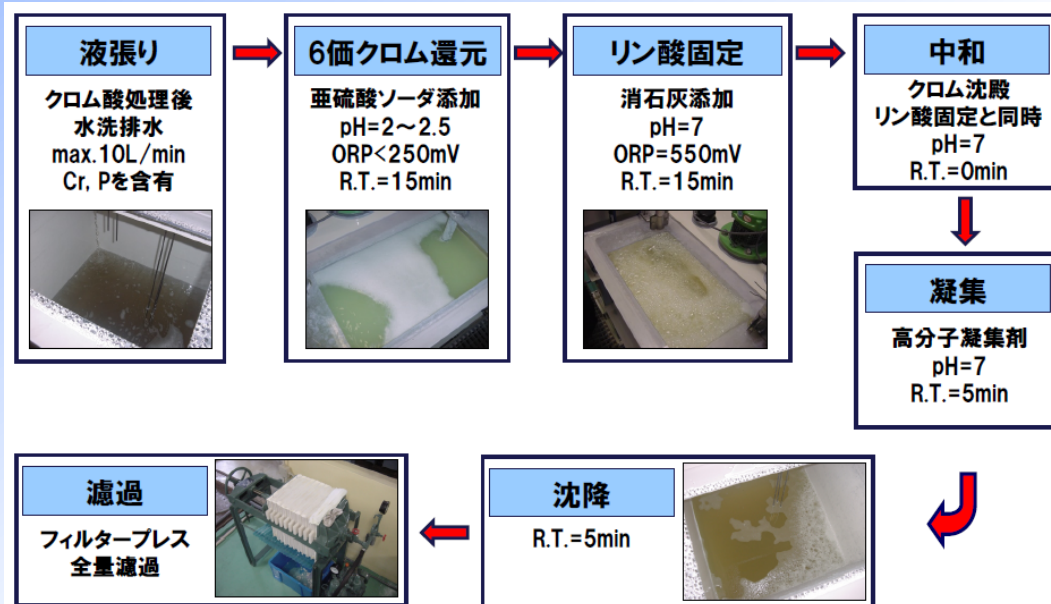 液張り
クロム酸処理後
水洗排水
max.10L/min
Cr, Pを含有
6価クロム還元
亜硫酸ソーダ添加
pH=2～2.5
ORP<250mV
R.T.=15min
リン酸固定
消石灰添加
pH=7
ORP=550mV
R.T.=15min
中和
クロム沈殿
リン酸固定と同時
pH=7
R.T.=0min
凝集
高分子凝集剤
pH=7
R.T.=5min
沈降
R.T.=5min
濾過
フィルタープレス
全量濾過